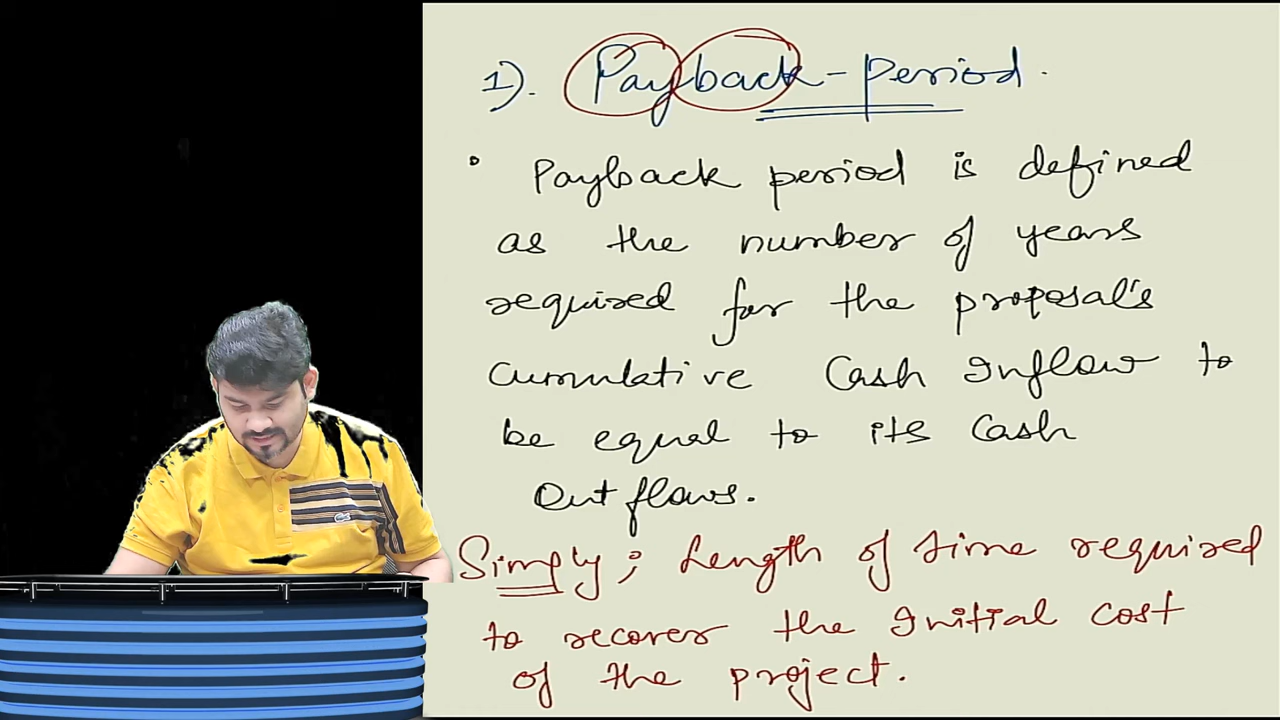 1). Payback-period.
• Payback period is defined
as the number of years
required for the proposal's
cumulative Cash Inflow to
be equal to its Cash
Outflows.
Simply; Length of time required
to recover the Initial cost
of the project.